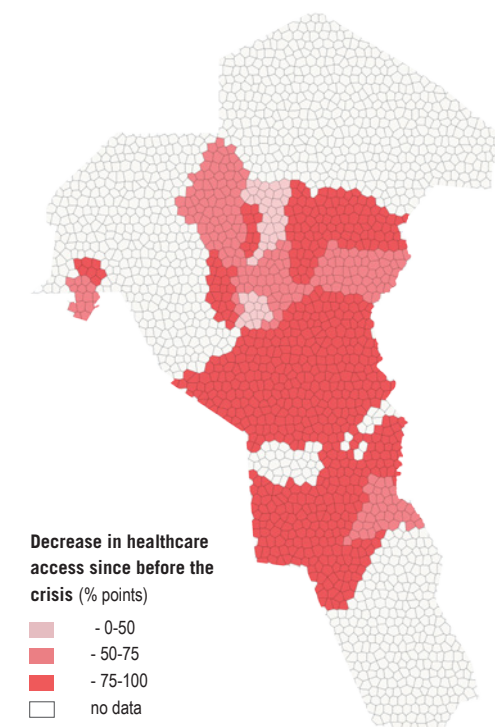 Decrease in healthcare
access since before the
crisis (% points)
- 0-50
- 50-75
- 75-100
no data